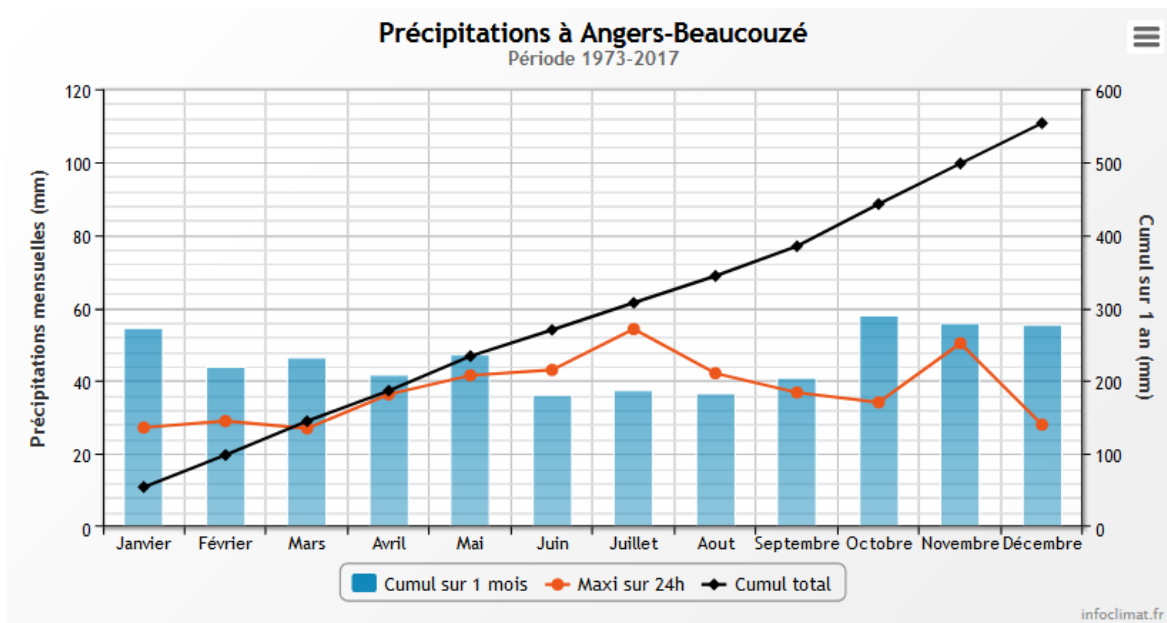 Précipitations à Angers-Beaucouzé
Période 1973-2017
Précipitations mensuelles (mm)
120
100
80
60
40
20
0
600
500
400
300
200
100
0
Cumul sur 1 an (mm)
Janvier Février Mars Avril Mai Juin Juillet Aout Septembre Octobre Novembre Décembre
Cumul sur 1 mois Maxi sur 24h Cumul total
infoclimat.fr